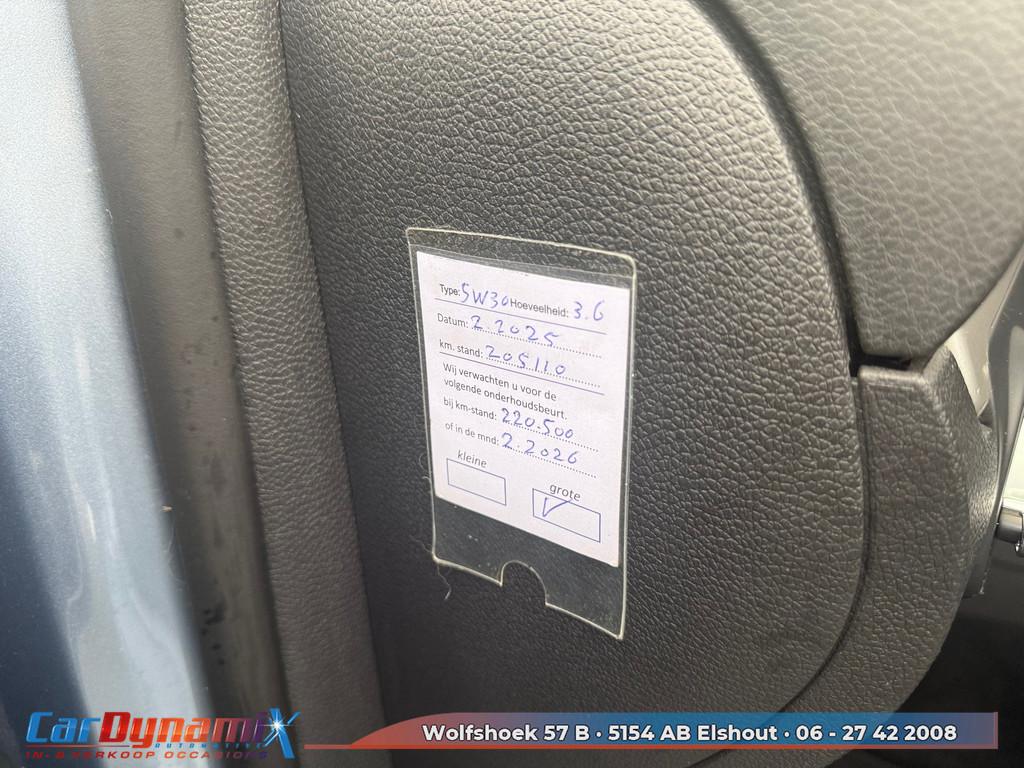 Type: 5W30 Hoeveelheid: 3.6
Datum: 2.2025
km. stand: 205110
Wij verwachten u voor de
volgende onderhoudsbeurt.
bij km-stand: 220.500
of in de mnd: 2.2026
kleine grote
CarDynamiX
AUTOMOTIVE
IN- & VERKOOP OCCASIONS
Wolfshoek 57 B • 5154 AB Elshout • 06 - 27 42 2008